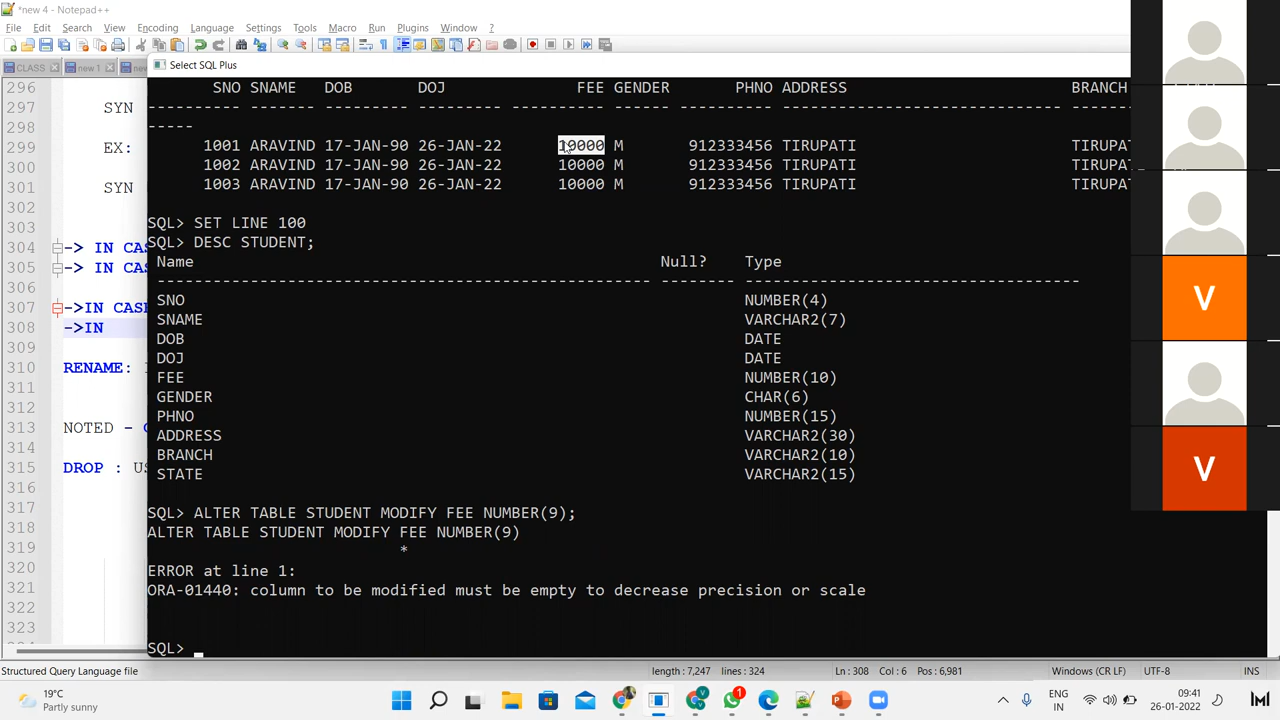 *new 4 - Notepad++
File Edit Search View Encoding Language Settings Tools Macro Run Plugins Window ?
CLASS new 1 new
Select SQL Plus
296
297 SYN
298
299 EX:
300
301 SYN
302
303
304 -> IN CAS
305 -> IN CAS
306
307 ->IN CASE
308 ->IN
309
310 RENAME:
311
312
313 NOTED -
314
315 DROP : US
316
317
318
319
320
321
322
323
SNO SNAME DOB DOJ FEE GENDER PHNO ADDRESS BRANCH
---------- ------- --------- --------- ---------- ------ ---------- ------------------------------ ------
-----
1001 ARAVIND 17-JAN-90 26-JAN-22 10000 M 912333456 TIRUPATI TIRUPAT
1002 ARAVIND 17-JAN-90 26-JAN-22 10000 M 912333456 TIRUPATI TIRUPAT
1003 ARAVIND 17-JAN-90 26-JAN-22 10000 M 912333456 TIRUPATI TIRUPAT
SQL> SET LINE 100
SQL> DESC STUDENT;
Name Null? Type
----------------------------------------------------- -------- ------------------------------------
SNO NUMBER(4)
SNAME VARCHAR2(7)
DOB DATE
DOJ DATE
FEE NUMBER(10)
GENDER CHAR(6)
PHNO NUMBER(15)
ADDRESS VARCHAR2(30)
BRANCH VARCHAR2(10)
STATE VARCHAR2(15)
SQL> ALTER TABLE STUDENT MODIFY FEE NUMBER(9);
ALTER TABLE STUDENT MODIFY FEE NUMBER(9)
*
ERROR at line 1:
ORA-01440: column to be modified must be empty to decrease precision or scale
SQL> _
V
V
Structured Query Language file length : 7,247 lines : 324 Ln : 308 Col : 6 Pos : 6,981 Windows (CR LF) UTF-8 INS
19°C
Partly sunny
1
ENG
IN
09:41
26-01-2022